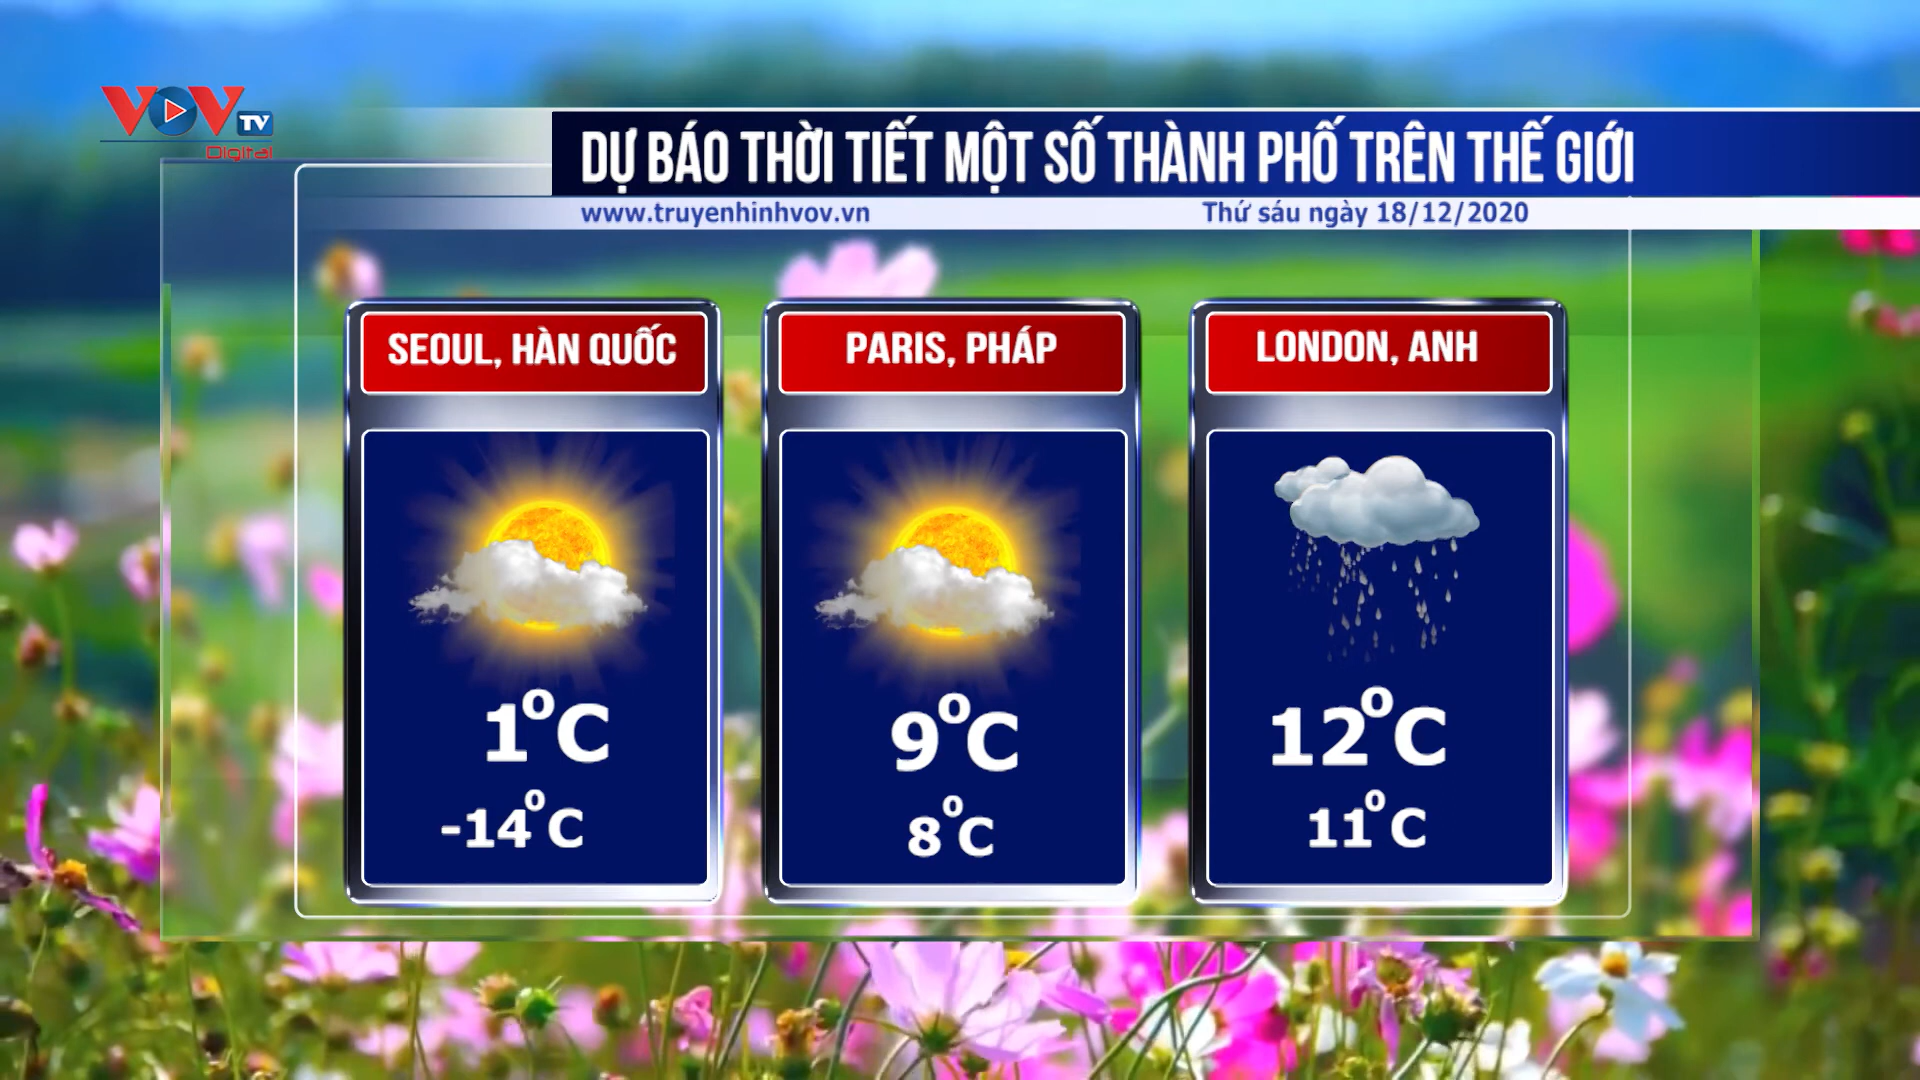 VOV TV
Digital
DỰ BÁO THỜI TIẾT MỘT SỐ THÀNH PHỐ TRÊN THẾ GIỚI
www.truyenhinhvov.vn Thứ sáu ngày 18/12/2020
SEOUL, HÀN QUỐC
1°C
-14°C
PARIS, PHÁP
9°C
8°C
LONDON, ANH
12°C
11°C